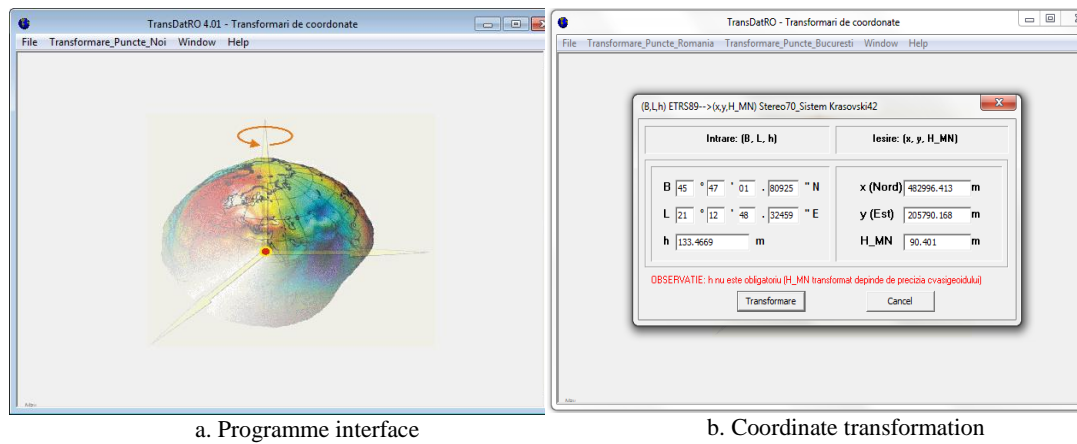 TransDatRO 4.01 - Transformari de coordonate
File Transformare_Puncte_Noi Window Help
a. Programme interface
TransDatRO - Transformari de coordonate
File Transformare_Puncte_Romania Transformare_Puncte_Bucuresti Window Help
(B,L,h) ETRS89-->(x,y,H_MN) Stereo70_Sistem Krasovski42
Intrare: (B, L, h)
Iesire: (x, y, H_MN)
B 45 ° 47 ' 01 . 80925 " N
x (Nord) 482996.413 m
L 21 ° 12 ' 48 . 32459 " E
y (Est) 205790.168 m
h 133.4669 m
H_MN 90.401 m
OBSERVATIE: h nu este obligatoriu (H_MN transformat depinde de precizia cvasigeoidului)
Transformare
Cancel
b. Coordinate transformation